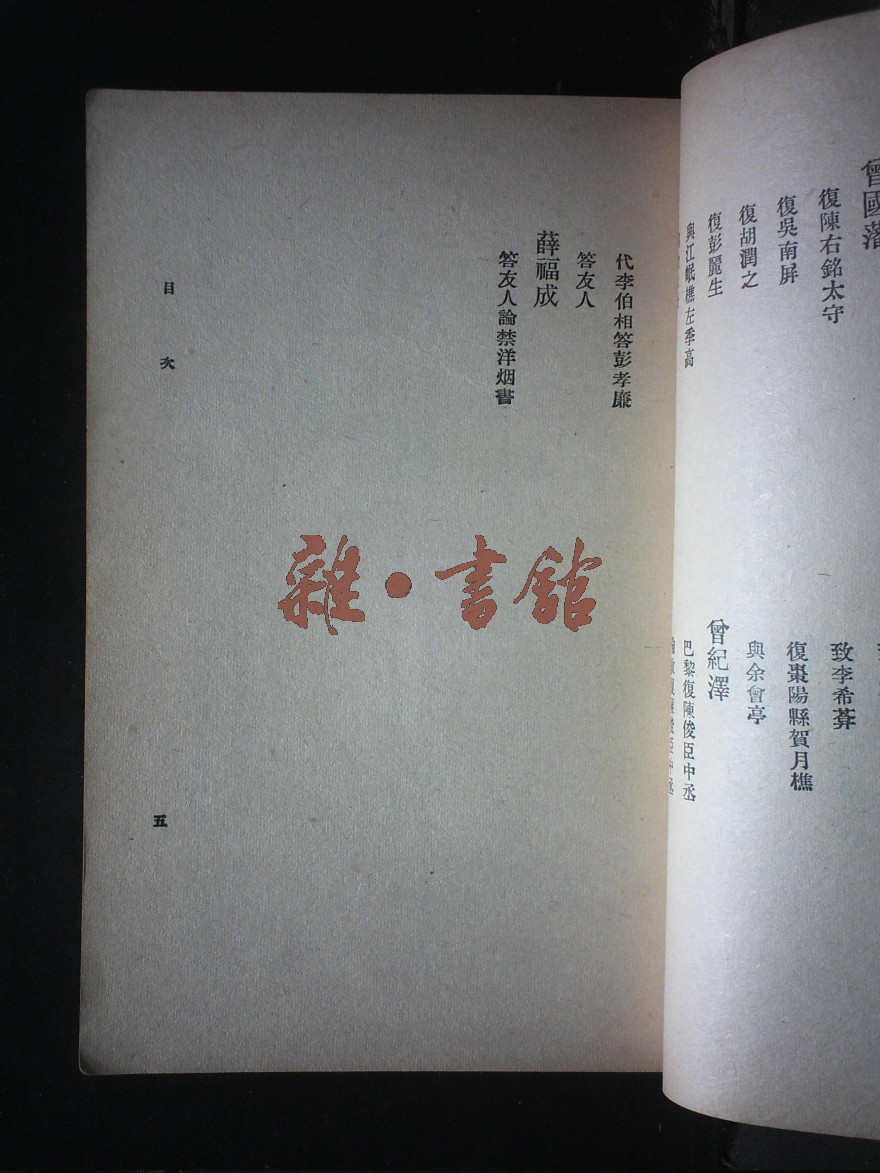 曾國藩
復陳右銘太守
復吳南屏
復胡潤之
復彭麗生
與江岷樵左季高
致李希菴
復棗陽縣賀月樵
與余會亭
曾紀澤
巴黎復陳俊臣中丞
代李伯相答彭孝廉
答友人
薛福成
答友人論禁洋烟書
目次
五
雜·書館